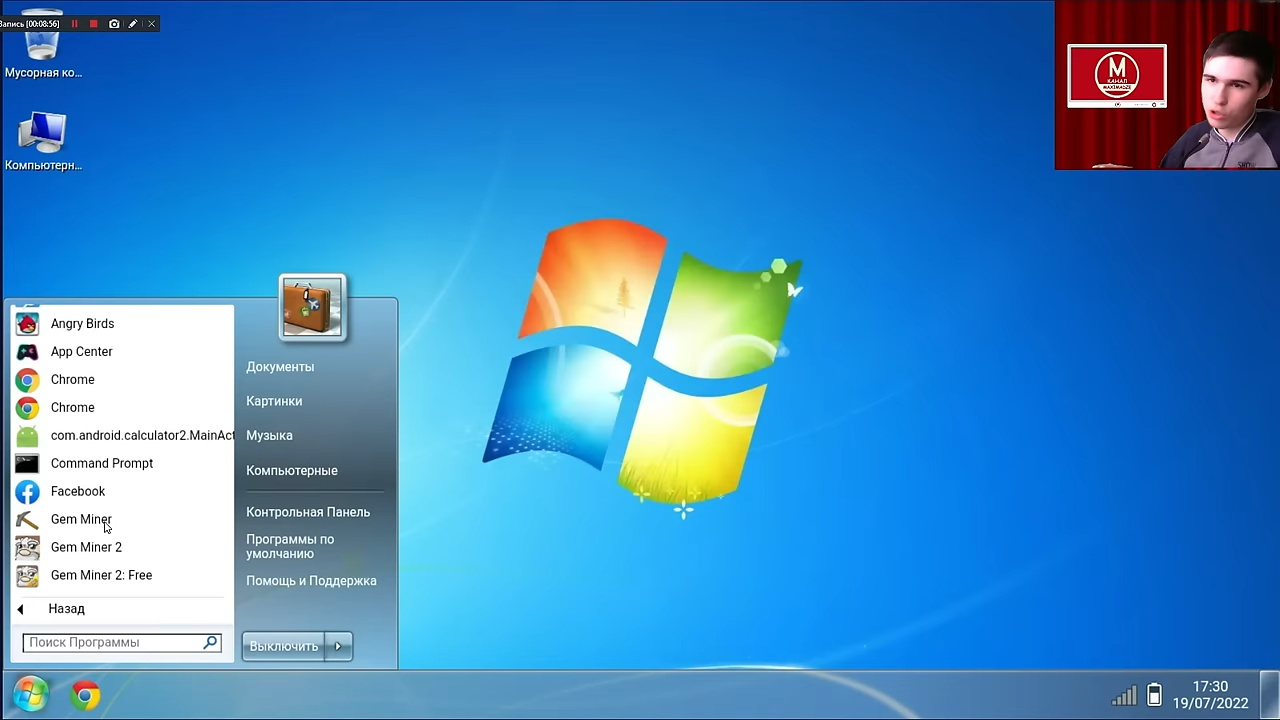 Запись [00:08:56]
Мусорная ко...
Компьютерн...
М
КАНАЛ
MAXIMADZE
Angry Birds
App Center
Chrome
Chrome
com.android.calculator2.MainAct
Command Prompt
Facebook
Gem Miner
Gem Miner 2
Gem Miner 2: Free
Назад
Поиск Программы
Документы
Картинки
Музыка
Компьютерные
Контрольная Панель
Программы по
умолчанию
Помощь и Поддержка
Выключить
17:30
19/07/2022